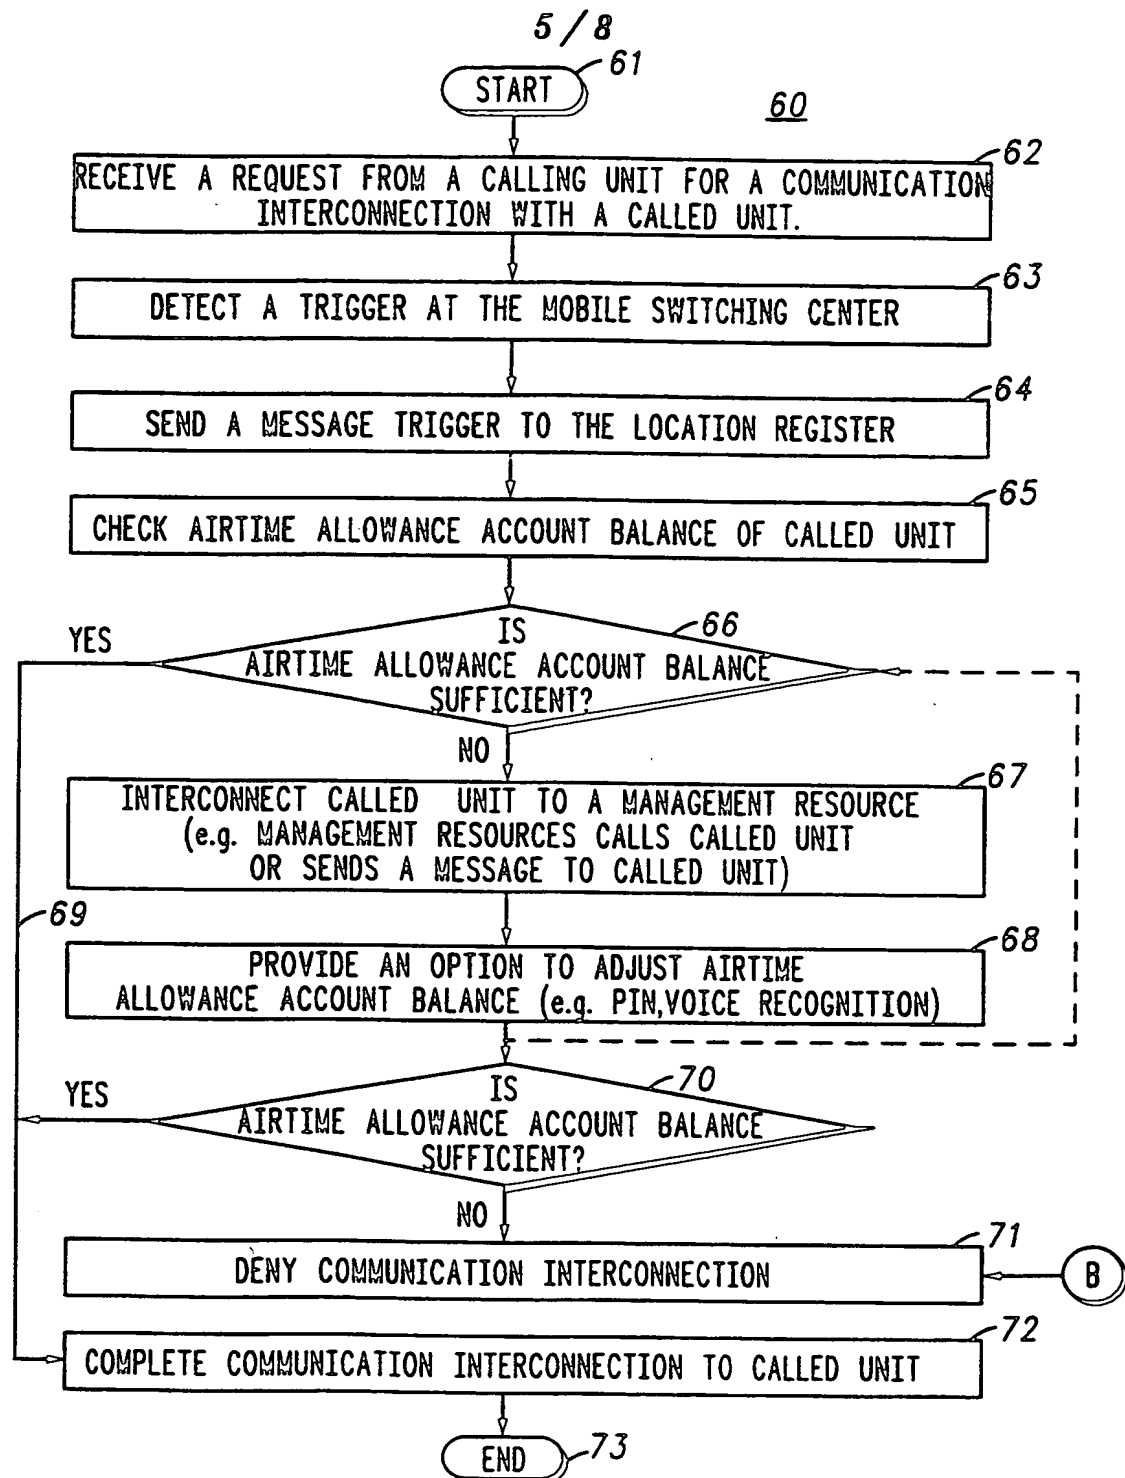 5/8
61
START
60
62
RECEIVE A REQUEST FROM A CALLING UNIT FOR A COMMUNICATION
INTERCONNECTION WITH A CALLED UNIT.
63
DETECT A TRIGGER AT THE MOBILE SWITCHING CENTER
64
SEND A MESSAGE TRIGGER TO THE LOCATION REGISTER
65
CHECK AIRTIME ALLOWANCE ACCOUNT BALANCE OF CALLED UNIT
YES
66
IS
AIRTIME ALLOWANCE ACCOUNT BALANCE
SUFFICIENT?
NO
67
INTERCONNECT CALLED UNIT TO A MANAGEMENT RESOURCE
(e.g. MANAGEMENT RESOURCES CALLS CALLED UNIT
OR SENDS A MESSAGE TO CALLED UNIT)
69
68
PROVIDE AN OPTION TO ADJUST AIRTIME
ALLOWANCE ACCOUNT BALANCE (e.g. PIN,VOICE RECOGNITION)
YES
70
IS
AIRTIME ALLOWANCE ACCOUNT BALANCE
SUFFICIENT?
NO
71
DENY COMMUNICATION INTERCONNECTION
B
72
COMPLETE COMMUNICATION INTERCONNECTION TO CALLED UNIT
END
73